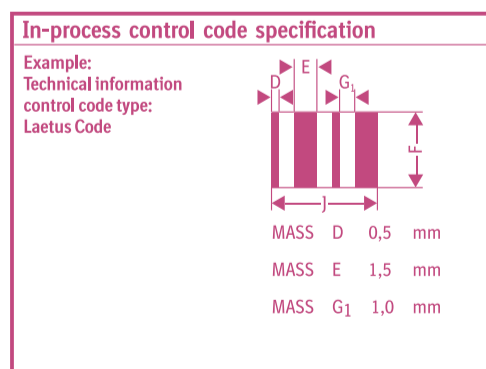 In-process control code specification
Example:
Technical information
control code type:
Laetus Code
D
E
G1
F
J
MASS D 0,5 mm
MASS E 1,5 mm
MASS G1 1,0 mm